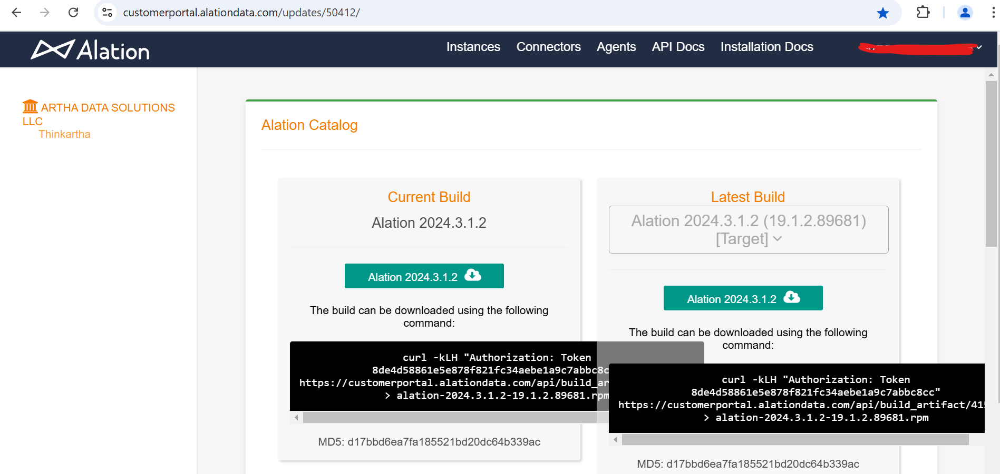 customerportal.alationdata.com/updates/50412/
Alation
Instances
Connectors
Agents
API Docs
Installation Docs
ARTHA DATA SOLUTIONS
LLC
Thinkartha
Alation Catalog
Current Build
Alation 2024.3.1.2
Alation 2024.3.1.2
The build can be downloaded using the following
command:
curl -kLH "Authorization: Token
8de4d58861e5e878f821fc34aebe1a9c7abbc8c
https://customerportal.alationdata.com/api/build_ar
> alation-2024.3.1.2-19.1.2.89681.rpm
MD5: d17bbd6ea7fa185521bd20dc64b339ac
Latest Build
Alation 2024.3.1.2 (19.1.2.89681)
[Target]
Alation 2024.3.1.2
The build can be downloaded using the following
command:
curl -kLH "Authorization: Token
8de4d58861e5e878f821fc34aebe1a9c7abbc8cc"
https://customerportal.alationdata.com/api/build_artifact/41
> alation-2024.3.1.2-19.1.2.89681.rpm
MD5: d17bbd6ea7fa185521bd20dc64b339ac